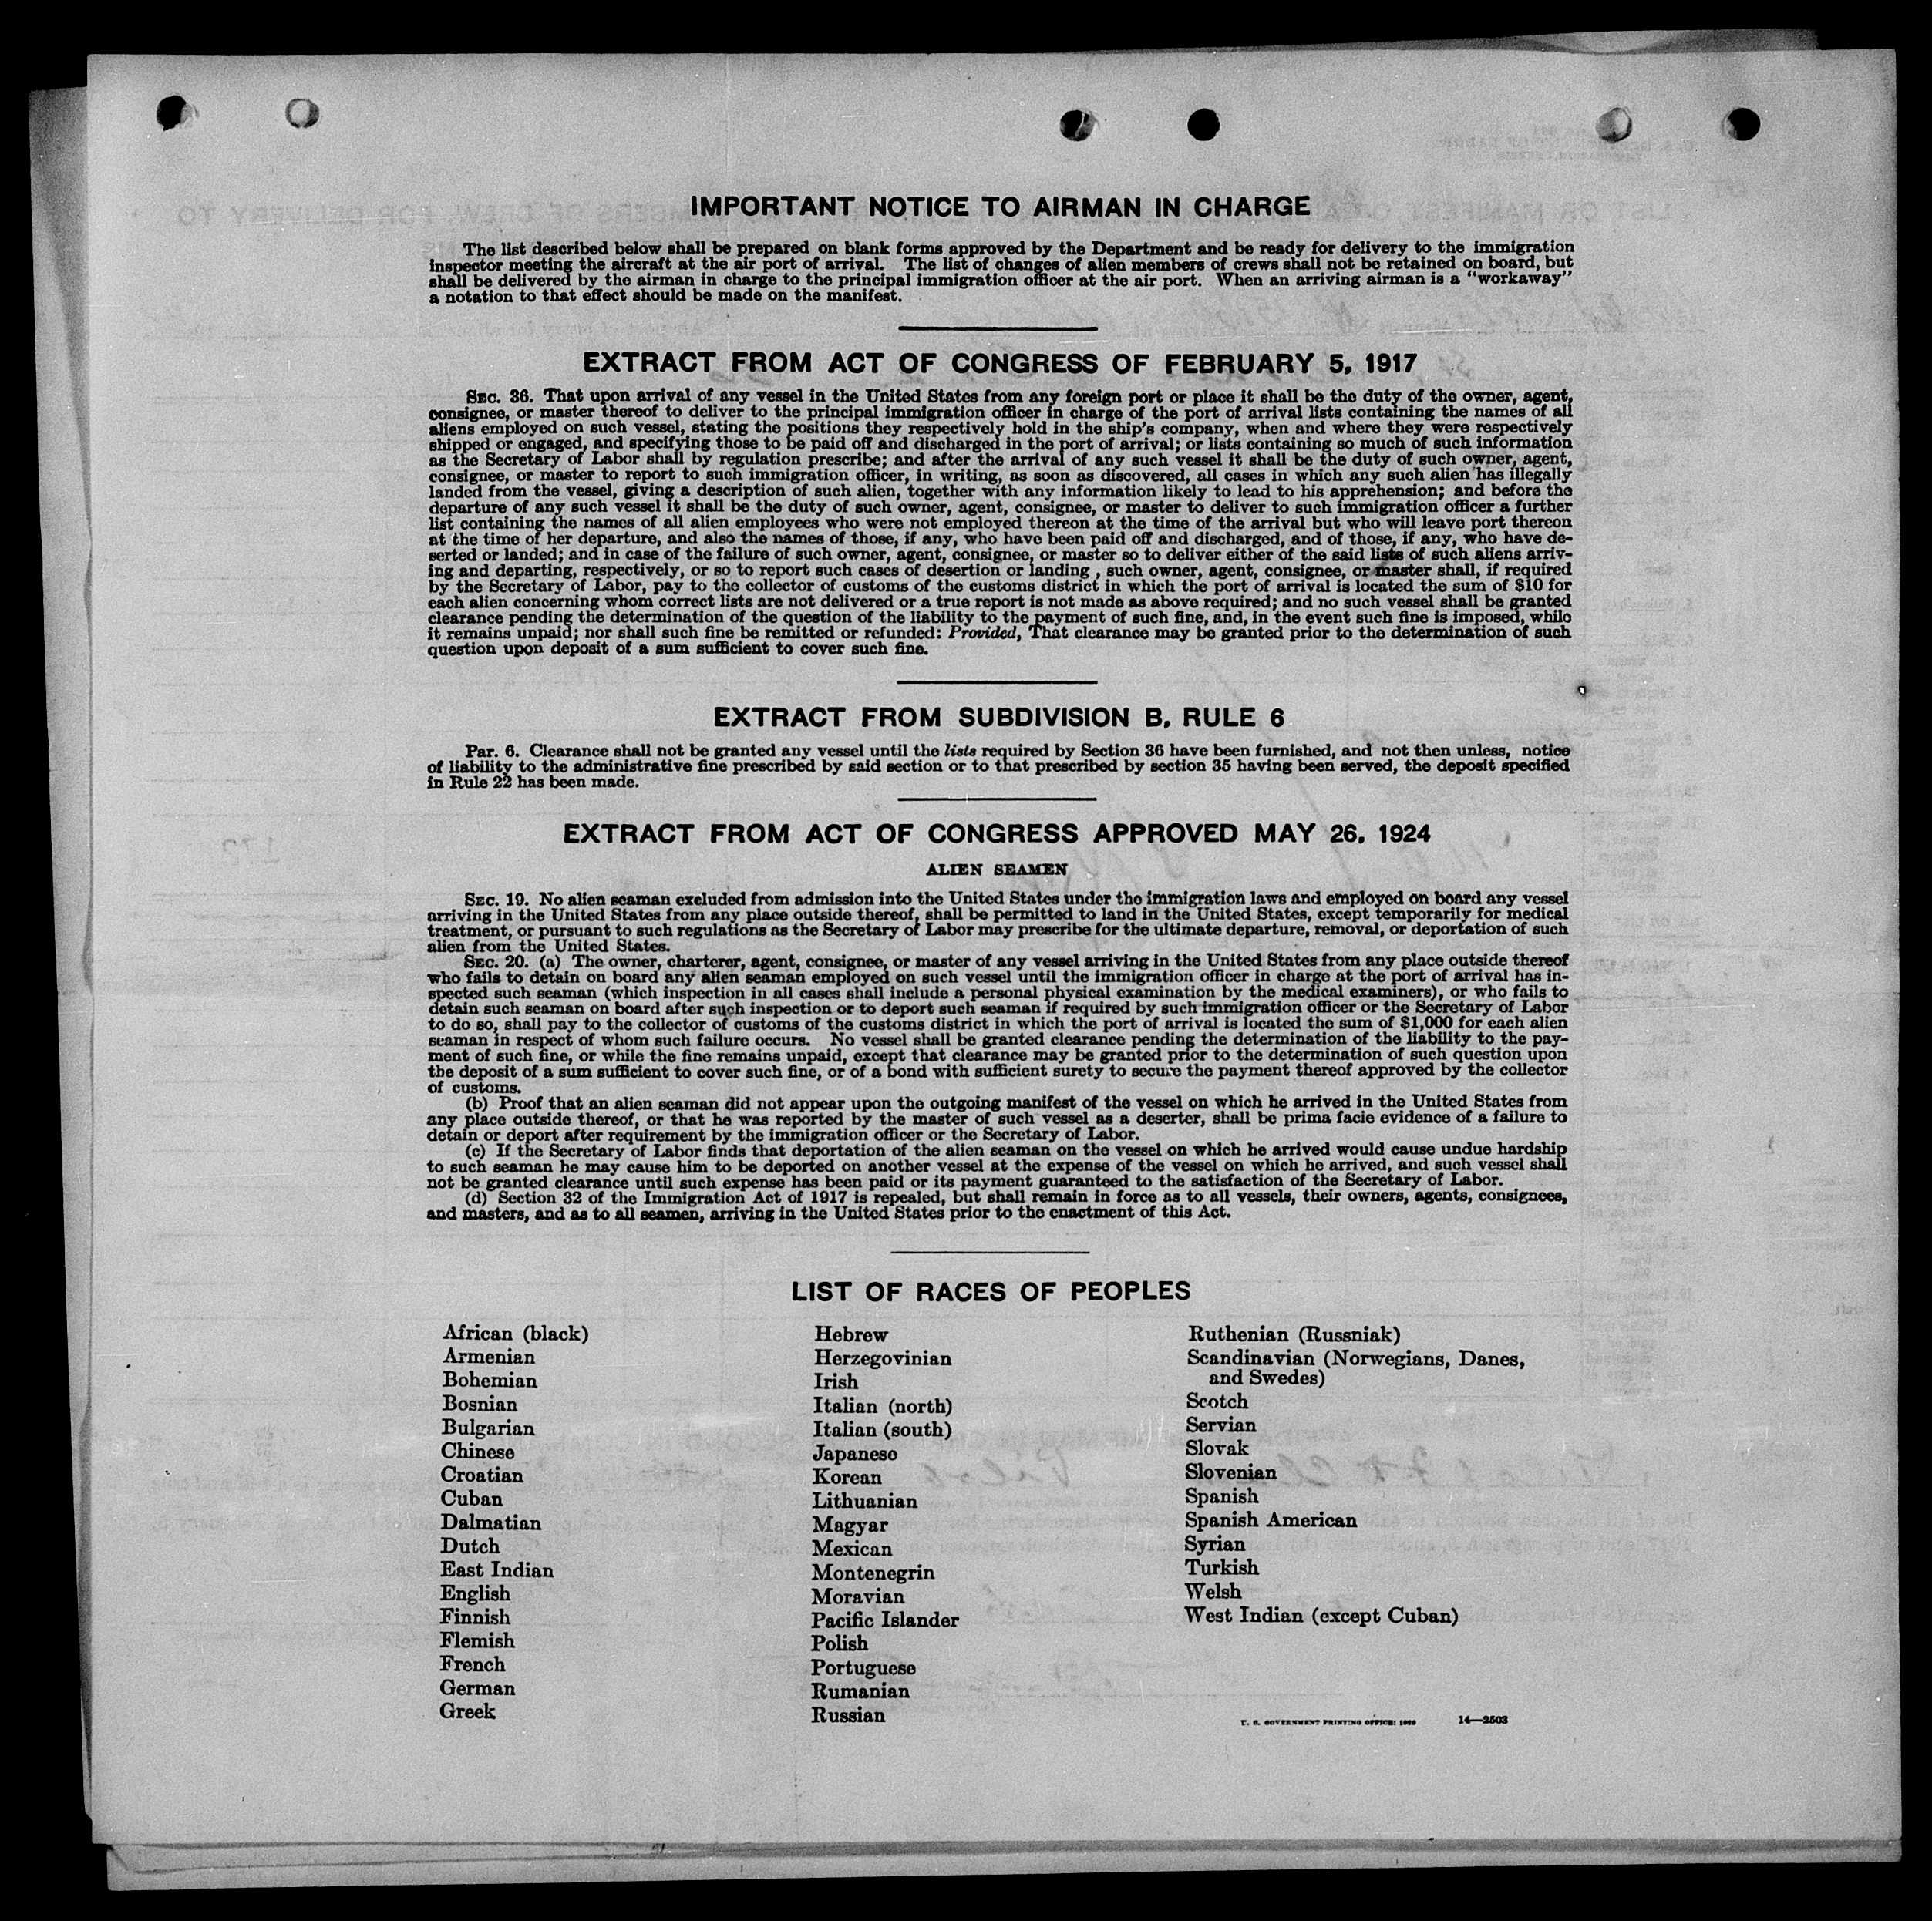 IMPORTANT NOTICE TO AIRMAN IN CHARGE
The list described below shall be prepared on blank forms approved by the Department and be ready for delivery to the immigration
inspector meeting the aircraft at the air port of arrival. The list of changes of alien members of crews shall not be retained on board, but
shall be delivered by the airman in charge to the principal immigration officer at the air port. When an arriving airman is a "workaway"
a notation to that effect should be made on the manifest.
EXTRACT FROM ACT OF CONGRESS OF FEBRUARY 5, 1917
SEC. 36. That upon arrival of any vessel in the United States from any foreign port or place it shall be the duty of the owner, agent,
consignee, or master thereof to deliver to the principal immigration officer in charge of the port of arrival lists containing the names of all
aliens employed on such vessel, stating the positions they respectively hold in the ship's company, when and where they were respectively
shipped or engaged, and specifying those to be paid off and discharged in the port of arrival; or lists containing so much of such information
as the Secretary of Labor shall by regulation prescribe; and after the arrival of any such vessel it shall be the duty of such owner, agent,
consignee, or master to report to such immigration officer, in writing, as soon as discovered, all cases in which any such alien has illegally
landed from the vessel, giving a description of such alien, together with any information likely to lead to his apprehension; and before the
departure of any such vessel it shall be the duty of such owner, agent, consignee, or master to deliver to such immigration officer a further
list containing the names of all alien employees who were not employed thereon at the time of the arrival but who will leave port thereon
at the time of her departure, and also the names of those, if any, who have been paid off and discharged, and of those, if any, who have de-
serted or landed; and in case of the failure of such owner, agent, consignee, or master so to deliver either of the said lists of such aliens arriv-
ing and departing, respectively, or so to report such cases of desertion or landing , such owner, agent, consignee, or master shall, if required
by the Secretary of Labor, pay to the collector of customs of the customs district in which the port of arrival is located the sum of $10 for
each alien concerning whom correct lists are not delivered or a true report is not made as above required; and no such vessel shall be granted
clearance pending the determination of the question of the liability to the payment of such fine, and, in the event such fine is imposed, while
it remains unpaid; nor shall such fine be remitted or refunded: Provided, That clearance may be granted prior to the determination of such
question upon deposit of a sum sufficient to cover such fine.
EXTRACT FROM SUBDIVISION B, RULE 6
Par. 6. Clearance shall not be granted any vessel until the lists required by Section 36 have been furnished, and not then unless, notice
of liability to the administrative fine prescribed by said section or to that prescribed by section 35 having been served, the deposit specified
in Rule 22 has been made.
EXTRACT FROM ACT OF CONGRESS APPROVED MAY 26, 1924
ALIEN SEAMEN
SEC. 19. No alien seaman excluded from admission into the United States under the immigration laws and employed on board any vessel
arriving in the United States from any place outside thereof, shall be permitted to land in the United States, except temporarily for medical
treatment, or pursuant to such regulations as the Secretary of Labor may prescribe for the ultimate departure, removal, or deportation of such
alien from the United States.
SEC. 20. (a) The owner, charterer, agent, consignee, or master of any vessel arriving in the United States from any place outside thereof
who fails to detain on board any alien seaman employed on such vessel until the immigration officer in charge at the port of arrival has in-
spected such seaman (which inspection in all cases shall include a personal physical examination by the medical examiners), or who fails to
detain such seaman on board after such inspection or to deport such seaman if required by such immigration officer or the Secretary of Labor
to do so, shall pay to the collector of customs of the customs district in which the port of arrival is located the sum of $1,000 for each alien
seaman in respect of whom such failure occurs. No vessel shall be granted clearance pending the determination of the liability to the pay-
ment of such fine, or while the fine remains unpaid, except that clearance may be granted prior to the determination of such question upon
the deposit of a sum sufficient to cover such fine, or of a bond with sufficient surety to secure the payment thereof approved by the collector
of customs.
(b) Proof that an alien seaman did not appear upon the outgoing manifest of the vessel on which he arrived in the United States from
any place outside thereof, or that he was reported by the master of such vessel as a deserter, shall be prima facie evidence of a failure to
detain or deport after requirement by the immigration officer or the Secretary of Labor.
(c) If the Secretary of Labor finds that deportation of the alien seaman on the vessel on which he arrived would cause undue hardship
to such seaman he may cause him to be deported on another vessel at the expense of the vessel on which he arrived, and such vessel shall
not be granted clearance until such expense has been paid or its payment guaranteed to the satisfaction of the Secretary of Labor.
(d) Section 32 of the Immigration Act of 1917 is repealed, but shall remain in force as to all vessels, their owners, agents, consignees,
and masters, and as to all seamen, arriving in the United States prior to the enactment of this Act.
LIST OF RACES OF PEOPLES
African (black)
Armenian
Bohemian
Bosnian
Bulgarian
Chinese
Croatian
Cuban
Dalmatian
Dutch
East Indian
English
Finnish
Flemish
French
German
Greek
Hebrew
Herzegovinian
Irish
Italian (north)
Italian (south)
Japanese
Korean
Lithuanian
Magyar
Mexican
Montenegrin
Moravian
Pacific Islander
Polish
Portuguese
Rumanian
Russian
Ruthenian (Russniak)
Scandinavian (Norwegians, Danes,
and Swedes)
Scotch
Servian
Slovak
Slovenian
Spanish
Spanish American
Syrian
Turkish
Welsh
West Indian (except Cuban)
U. S. GOVERNMENT PRINTING OFFICE: 14—2503